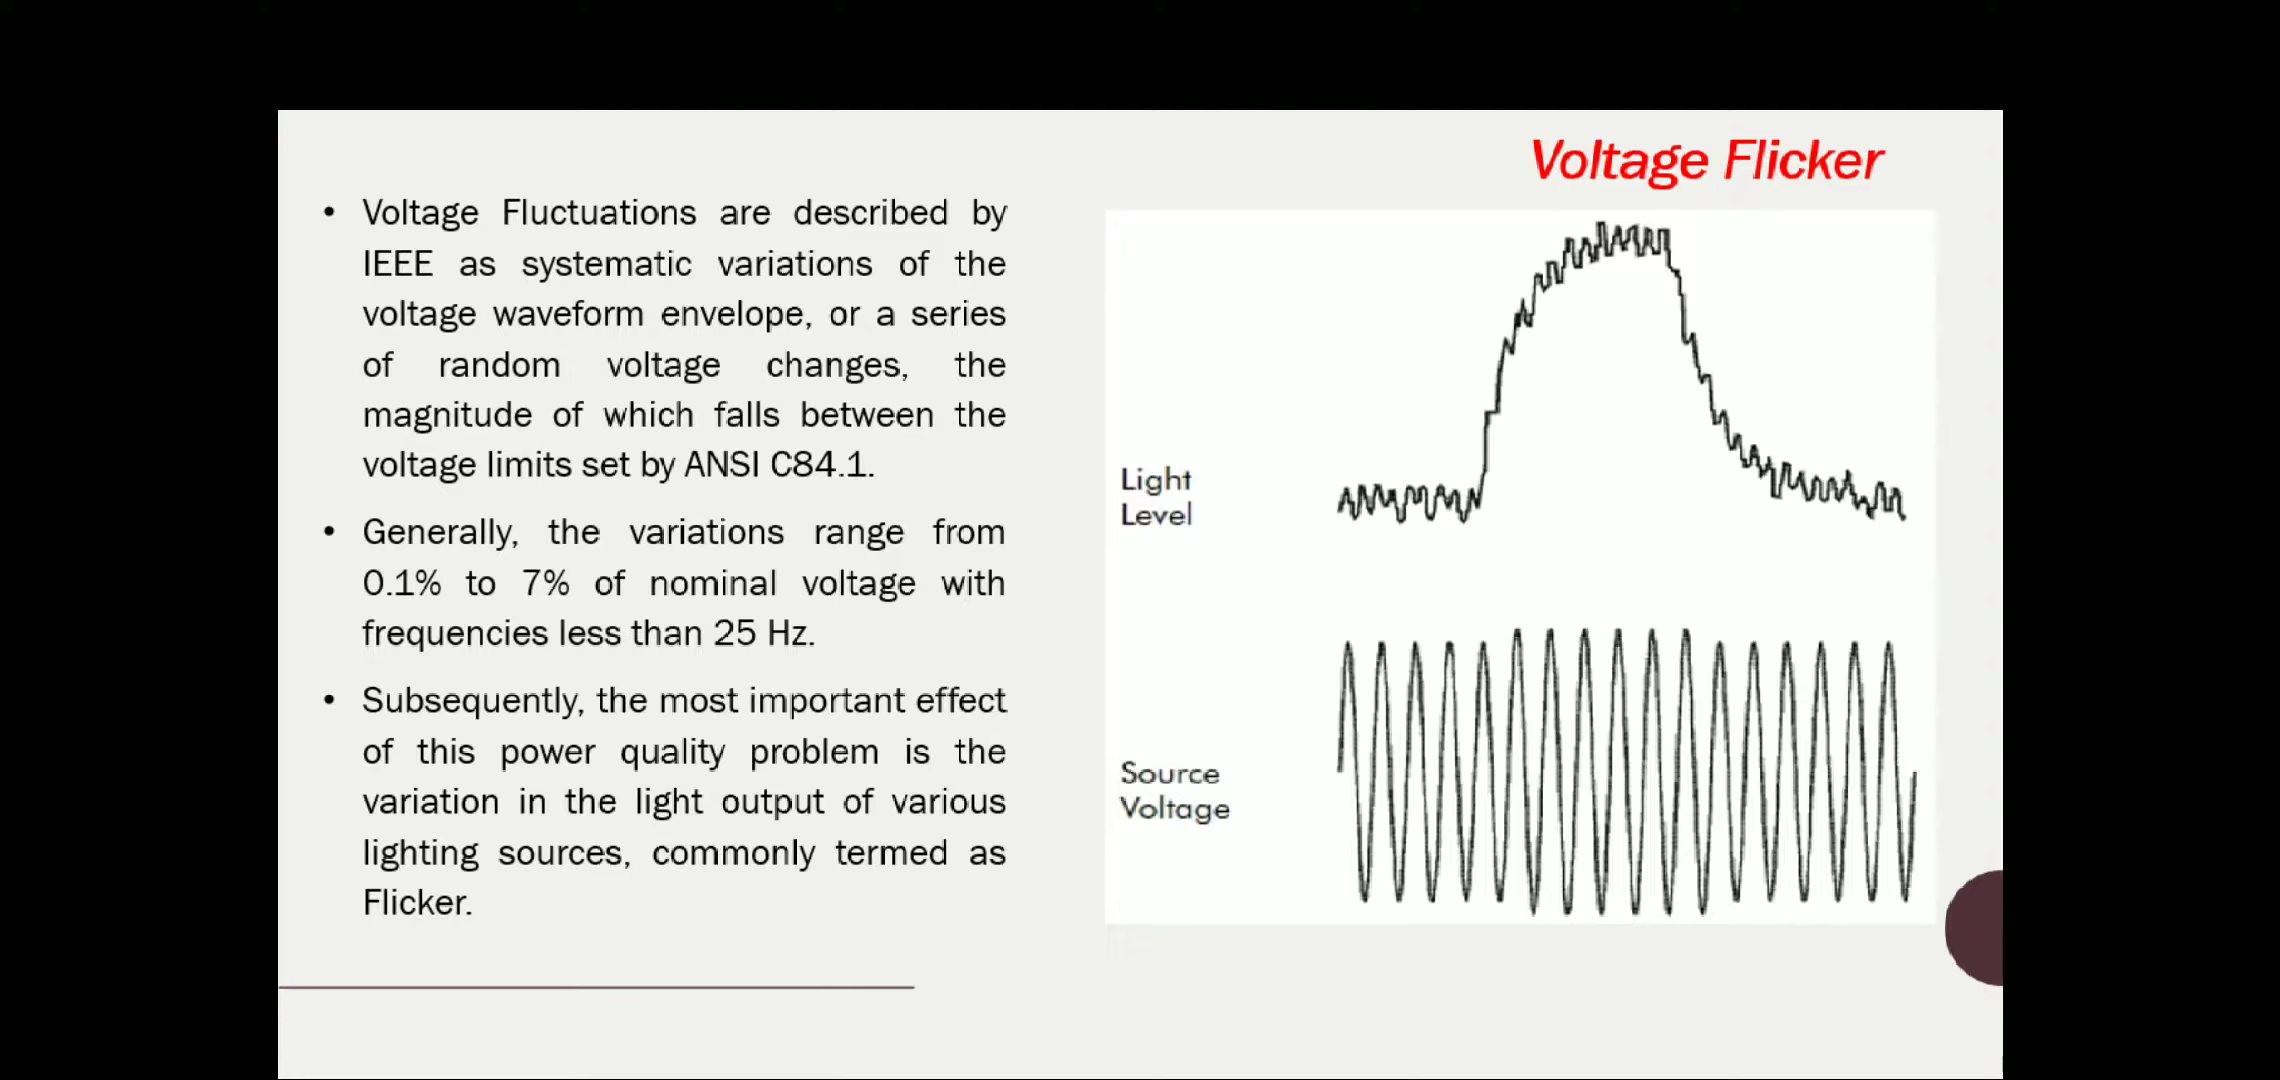 Voltage Flicker
• Voltage Fluctuations are described by
IEEE as systematic variations of the
voltage waveform envelope, or a series
of random voltage changes, the
magnitude of which falls between the
voltage limits set by ANSI C84.1.
• Generally, the variations range from
0.1% to 7% of nominal voltage with
frequencies less than 25 Hz.
• Subsequently, the most important effect
of this power quality problem is the
variation in the light output of various
lighting sources, commonly termed as
Flicker.
Light
Level
Source
Voltage